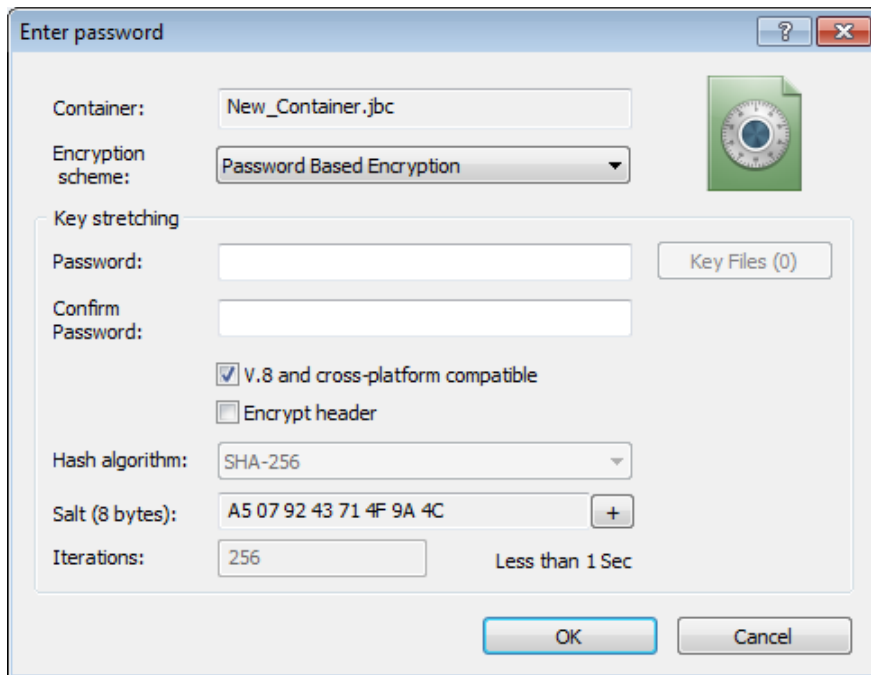 Enter password
Container:
New_Container.jbc
Encryption
scheme:
Password Based Encryption
Key stretching
Password:
Key Files (0)
Confirm
Password:
V.8 and cross-platform compatible
Encrypt header
Hash algorithm:
SHA-256
Salt (8 bytes):
A5 07 92 43 71 4F 9A 4C
+
Iterations:
256
Less than 1 Sec
OK
Cancel